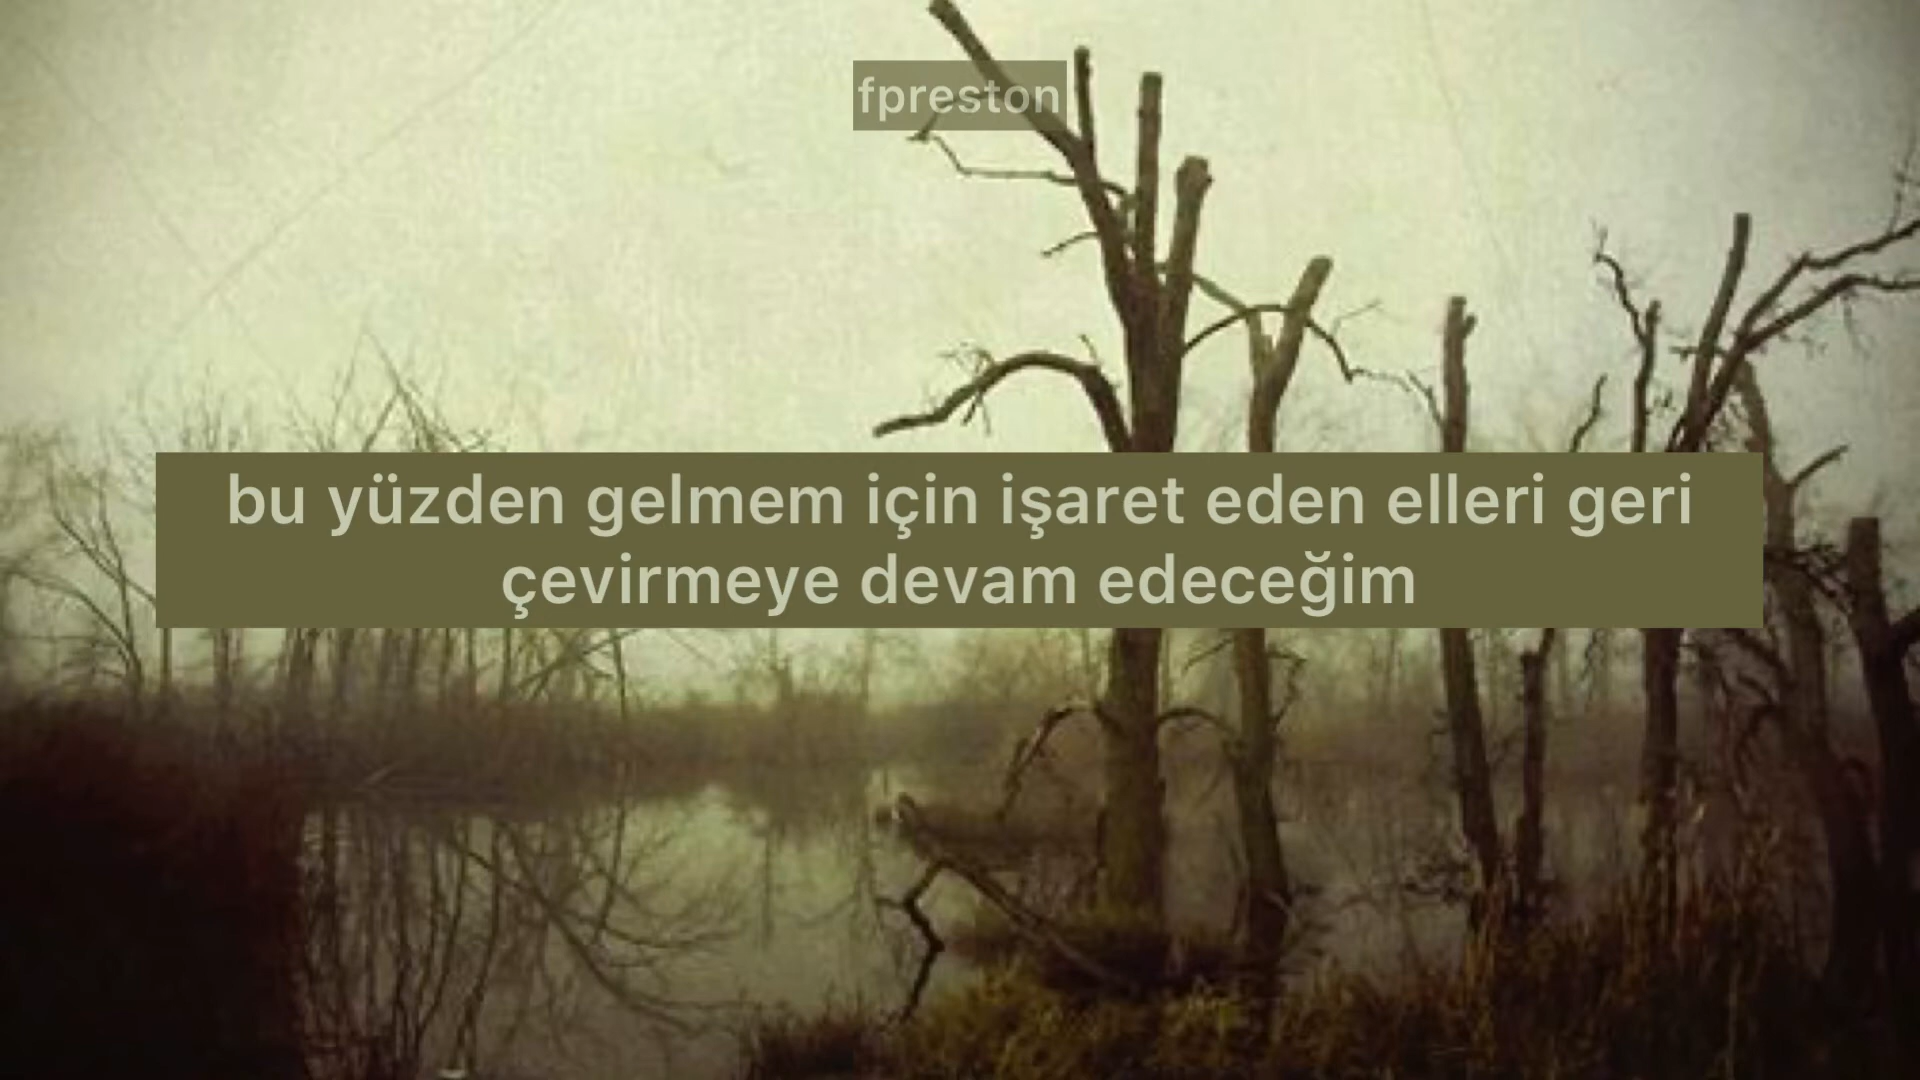 fpreston
bu yüzden gelmem için işaret eden elleri geri
çevirmeye devam edeceğim